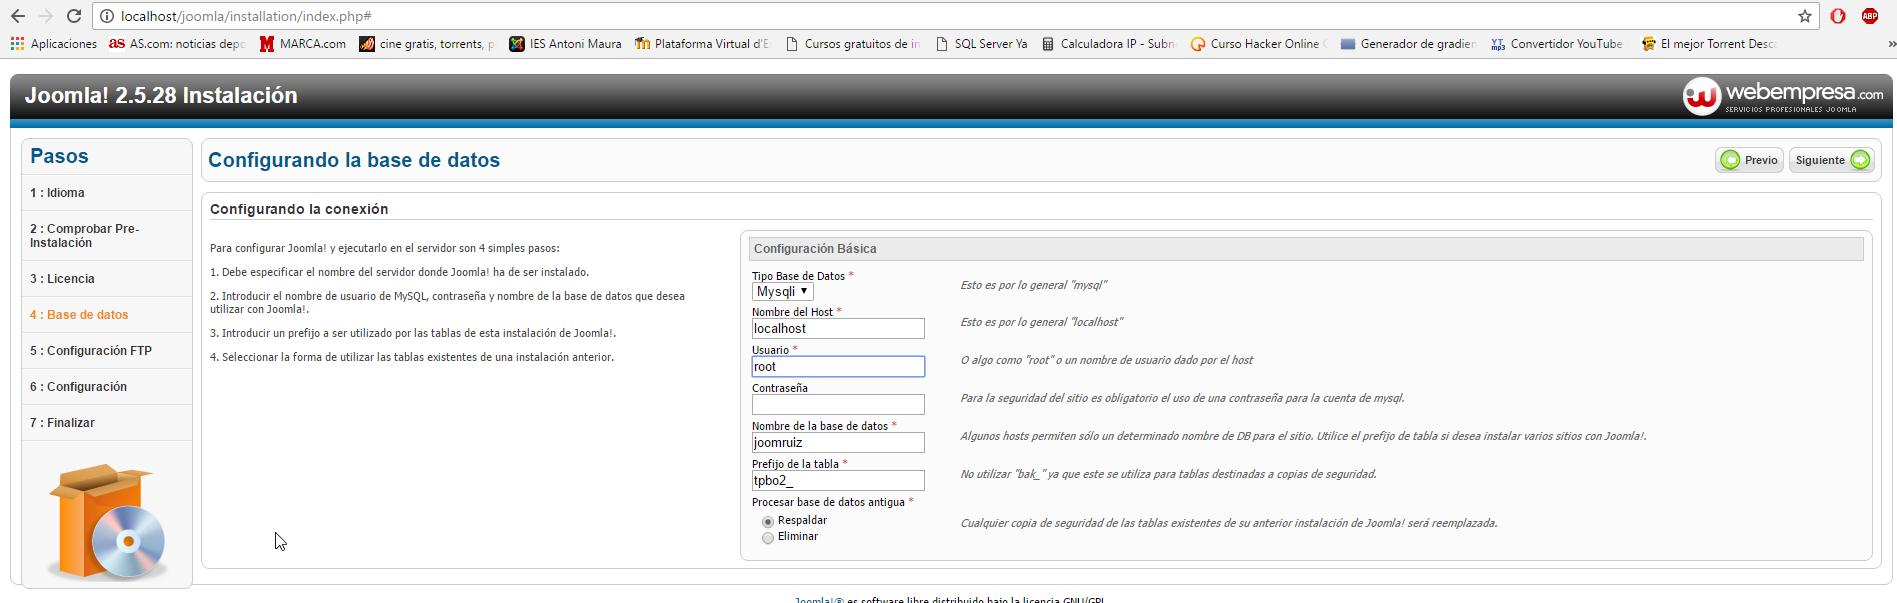 localhost/joomla/installation/index.php#
Aplicaciones
AS.com: noticias depo
MARCA.com
cine gratis, torrents, p
IES Antoni Maura
Plataforma Virtual d'E
Cursos gratuitos de in
SQL Server Ya
Calculadora IP - Subn
Curso Hacker Online
Generador de gradien
Convertidor YouTube
El mejor Torrent Desc
Joomla! 2.5.28 Instalación
webempresa.com
SERVICIOS PROFESIONALES JOOMLA
Pasos
1 : Idioma
2 : Comprobar Pre-
Instalación
3 : Licencia
4 : Base de datos
5 : Configuración FTP
6 : Configuración
7 : Finalizar
Configurando la base de datos
Previo
Siguiente
Configurando la conexión
Para configurar Joomla! y ejecutarlo en el servidor son 4 simples pasos:
1. Debe especificar el nombre del servidor donde Joomla! ha de ser instalado.
2. Introducir el nombre de usuario de MySQL, contraseña y nombre de la base de datos que desea
utilizar con Joomla!.
3. Introducir un prefijo a ser utilizado por las tablas de esta instalación de Joomla!.
4. Seleccionar la forma de utilizar las tablas existentes de una instalación anterior.
Configuración Básica
Tipo Base de Datos *
Mysqli
Esto es por lo general "mysql"
Nombre del Host *
localhost
Esto es por lo general "localhost"
Usuario *
root
O algo como "root" o un nombre de usuario dado por el host
Contraseña
Para la seguridad del sitio es obligatorio el uso de una contraseña para la cuenta de mysql.
Nombre de la base de datos *
joomruiz
Algunos hosts permiten sólo un determinado nombre de DB para el sitio. Utilice el prefijo de tabla si desea instalar varios sitios con Joomla!.
Prefijo de la tabla *
tpbo2_
No utilizar "bak_" ya que este se utiliza para tablas destinadas a copias de seguridad.
Procesar base de datos antigua *
Respaldar
Eliminar
Cualquier copia de seguridad de las tablas existentes de su anterior instalación de Joomla! será reemplazada.
Joomla!® es software libre distribuido bajo la licencia GNU/GPL.